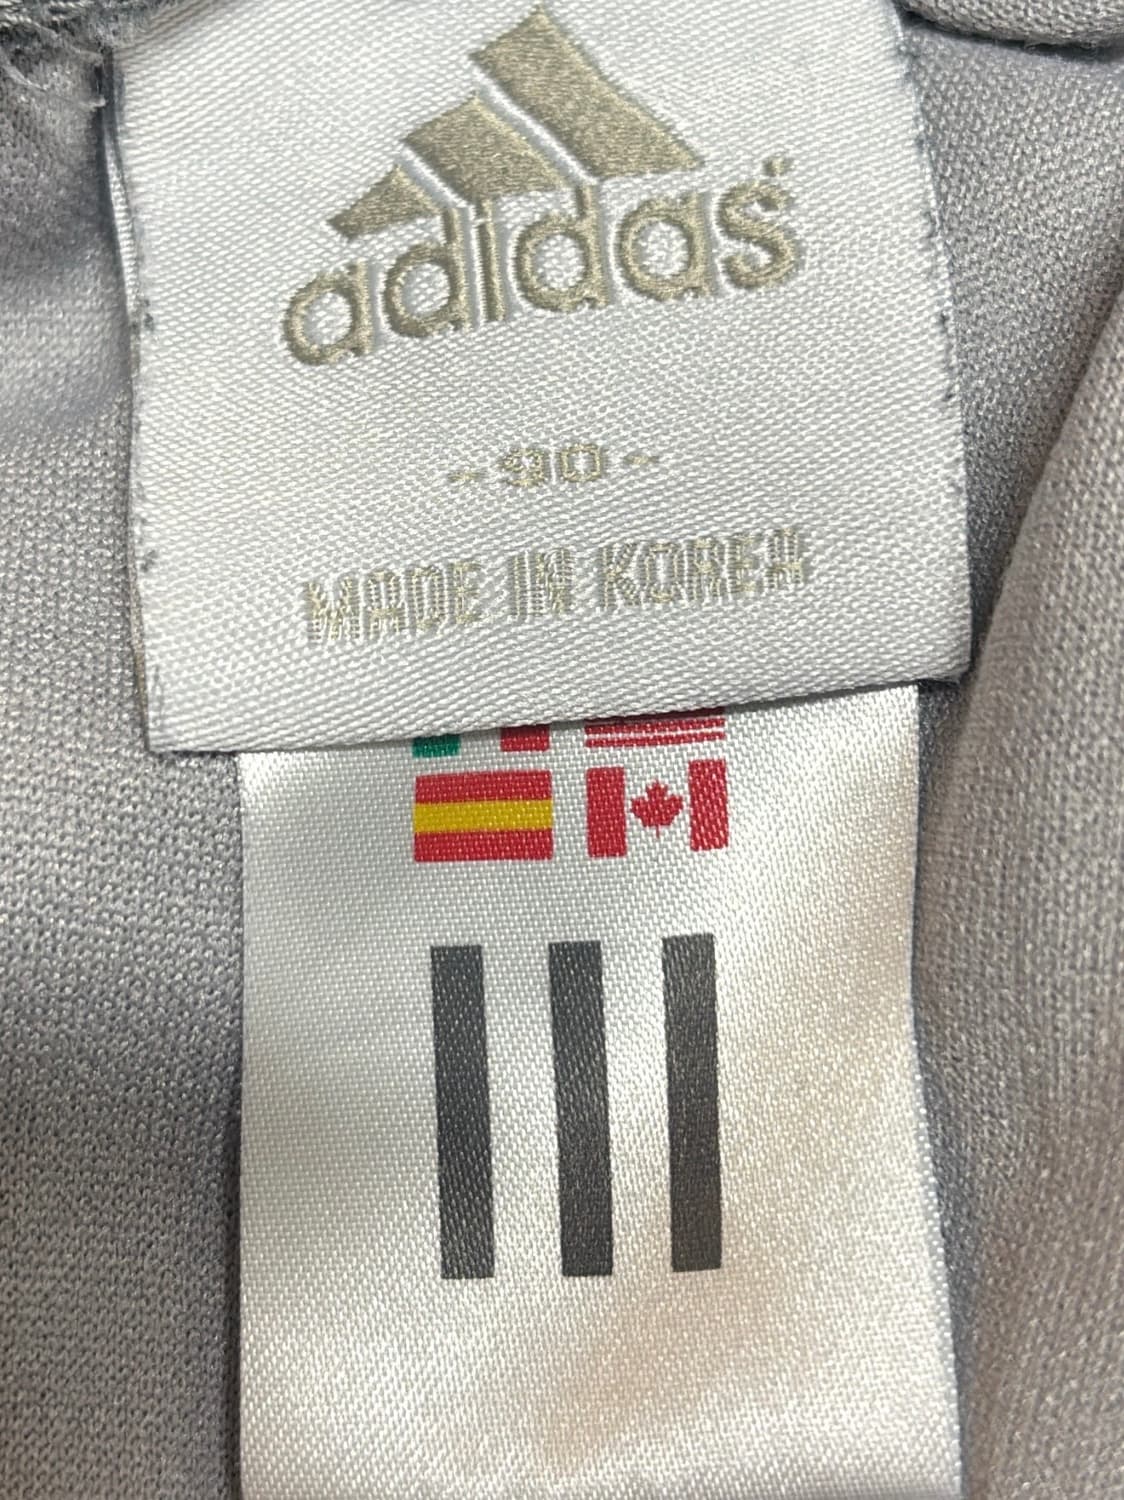 adidas
- 90 -
MADE IN KOREA